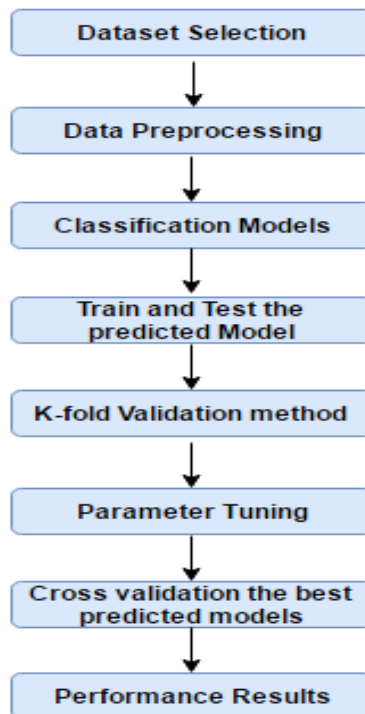 Dataset Selection
Data Preprocessing
Classification Models
Train and Test the
predicted Model
K-fold Validation method
Parameter Tuning
Cross validation the best
predicted models
Performance Results